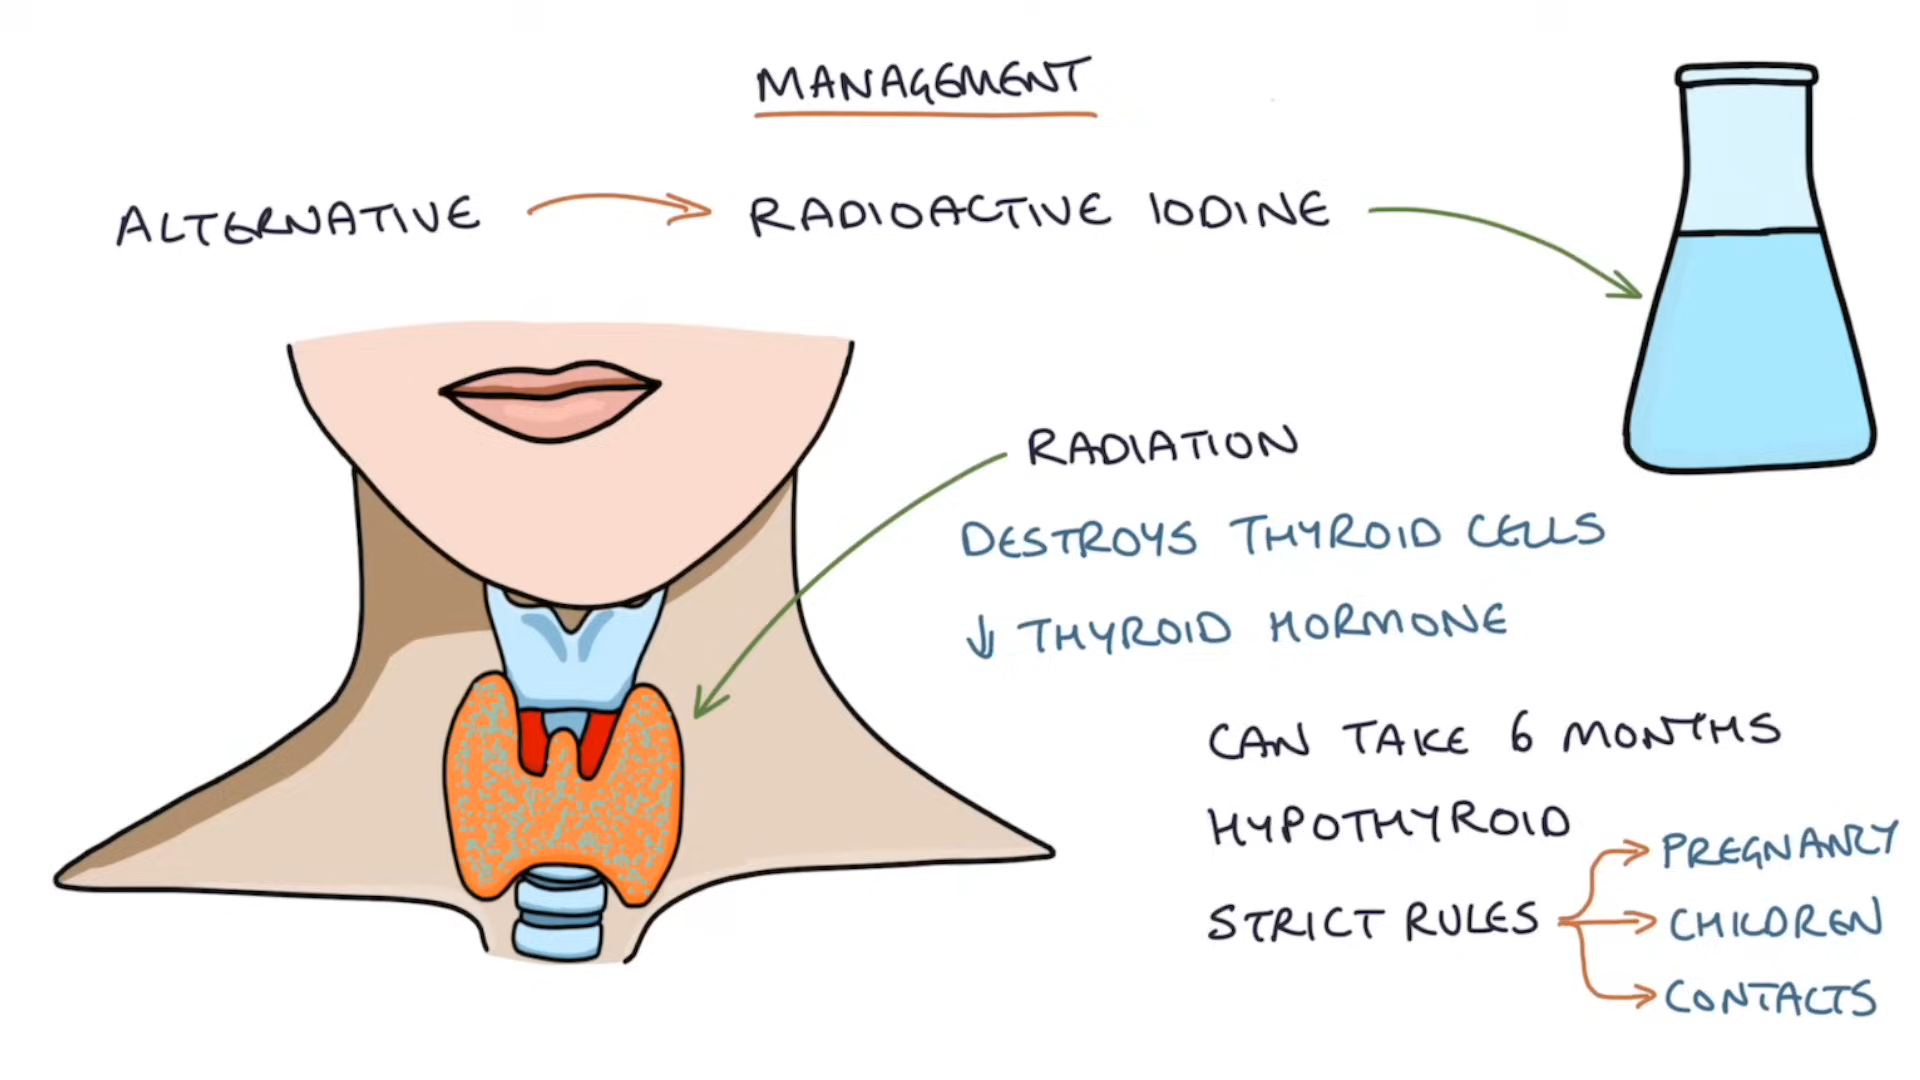 MANAGEMENT
ALTERNATIVE → RADIOACTIVE IODINE
RADIATION
DESTROYS THYROID CELLS
↓ THYROID HORMONE
CAN TAKE 6 MONTHS
HYPOTHYROID
STRICT RULES
PREGNANCY
CHILDREN
CONTACTS